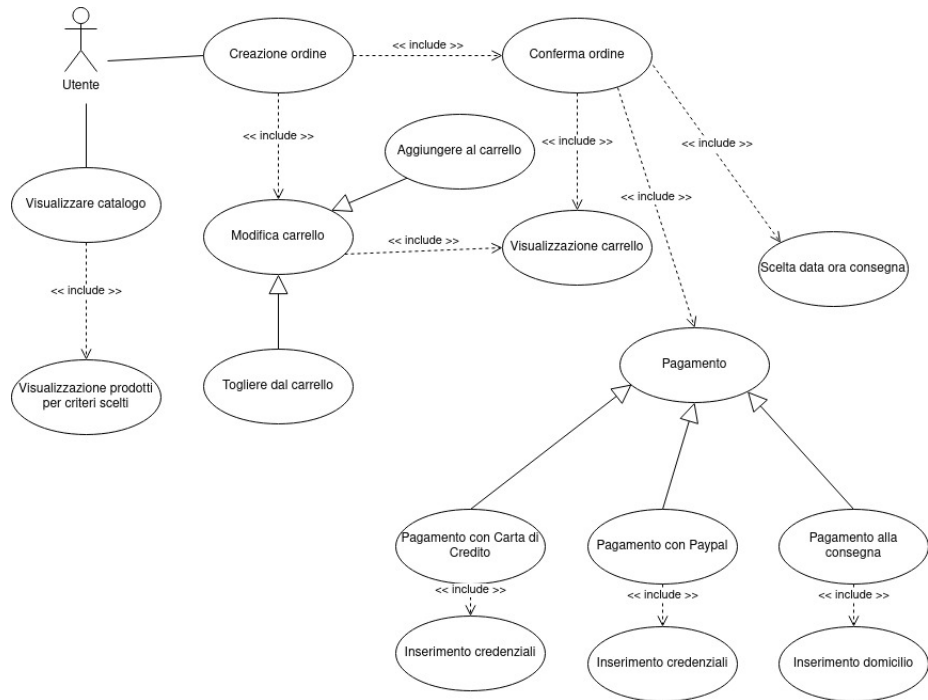 Utente
Creazione ordine
<< include >>
Conferma ordine
<< include >>
<< include >>
<< include >>
Aggiungere al carrello
<< include >>
Visualizzare catalogo
Modifica carrello
<< include >>
Visualizzazione carrello
Scelta data ora consegna
<< include >>
Visualizzazione prodotti
per criteri scelti
Togliere dal carrello
Pagamento
Pagamento con Carta di
Credito
Pagamento con Paypal
Pagamento alla
consegna
<< include >>
<< include >>
<< include >>
Inserimento credenziali
Inserimento credenziali
Inserimento domicilio